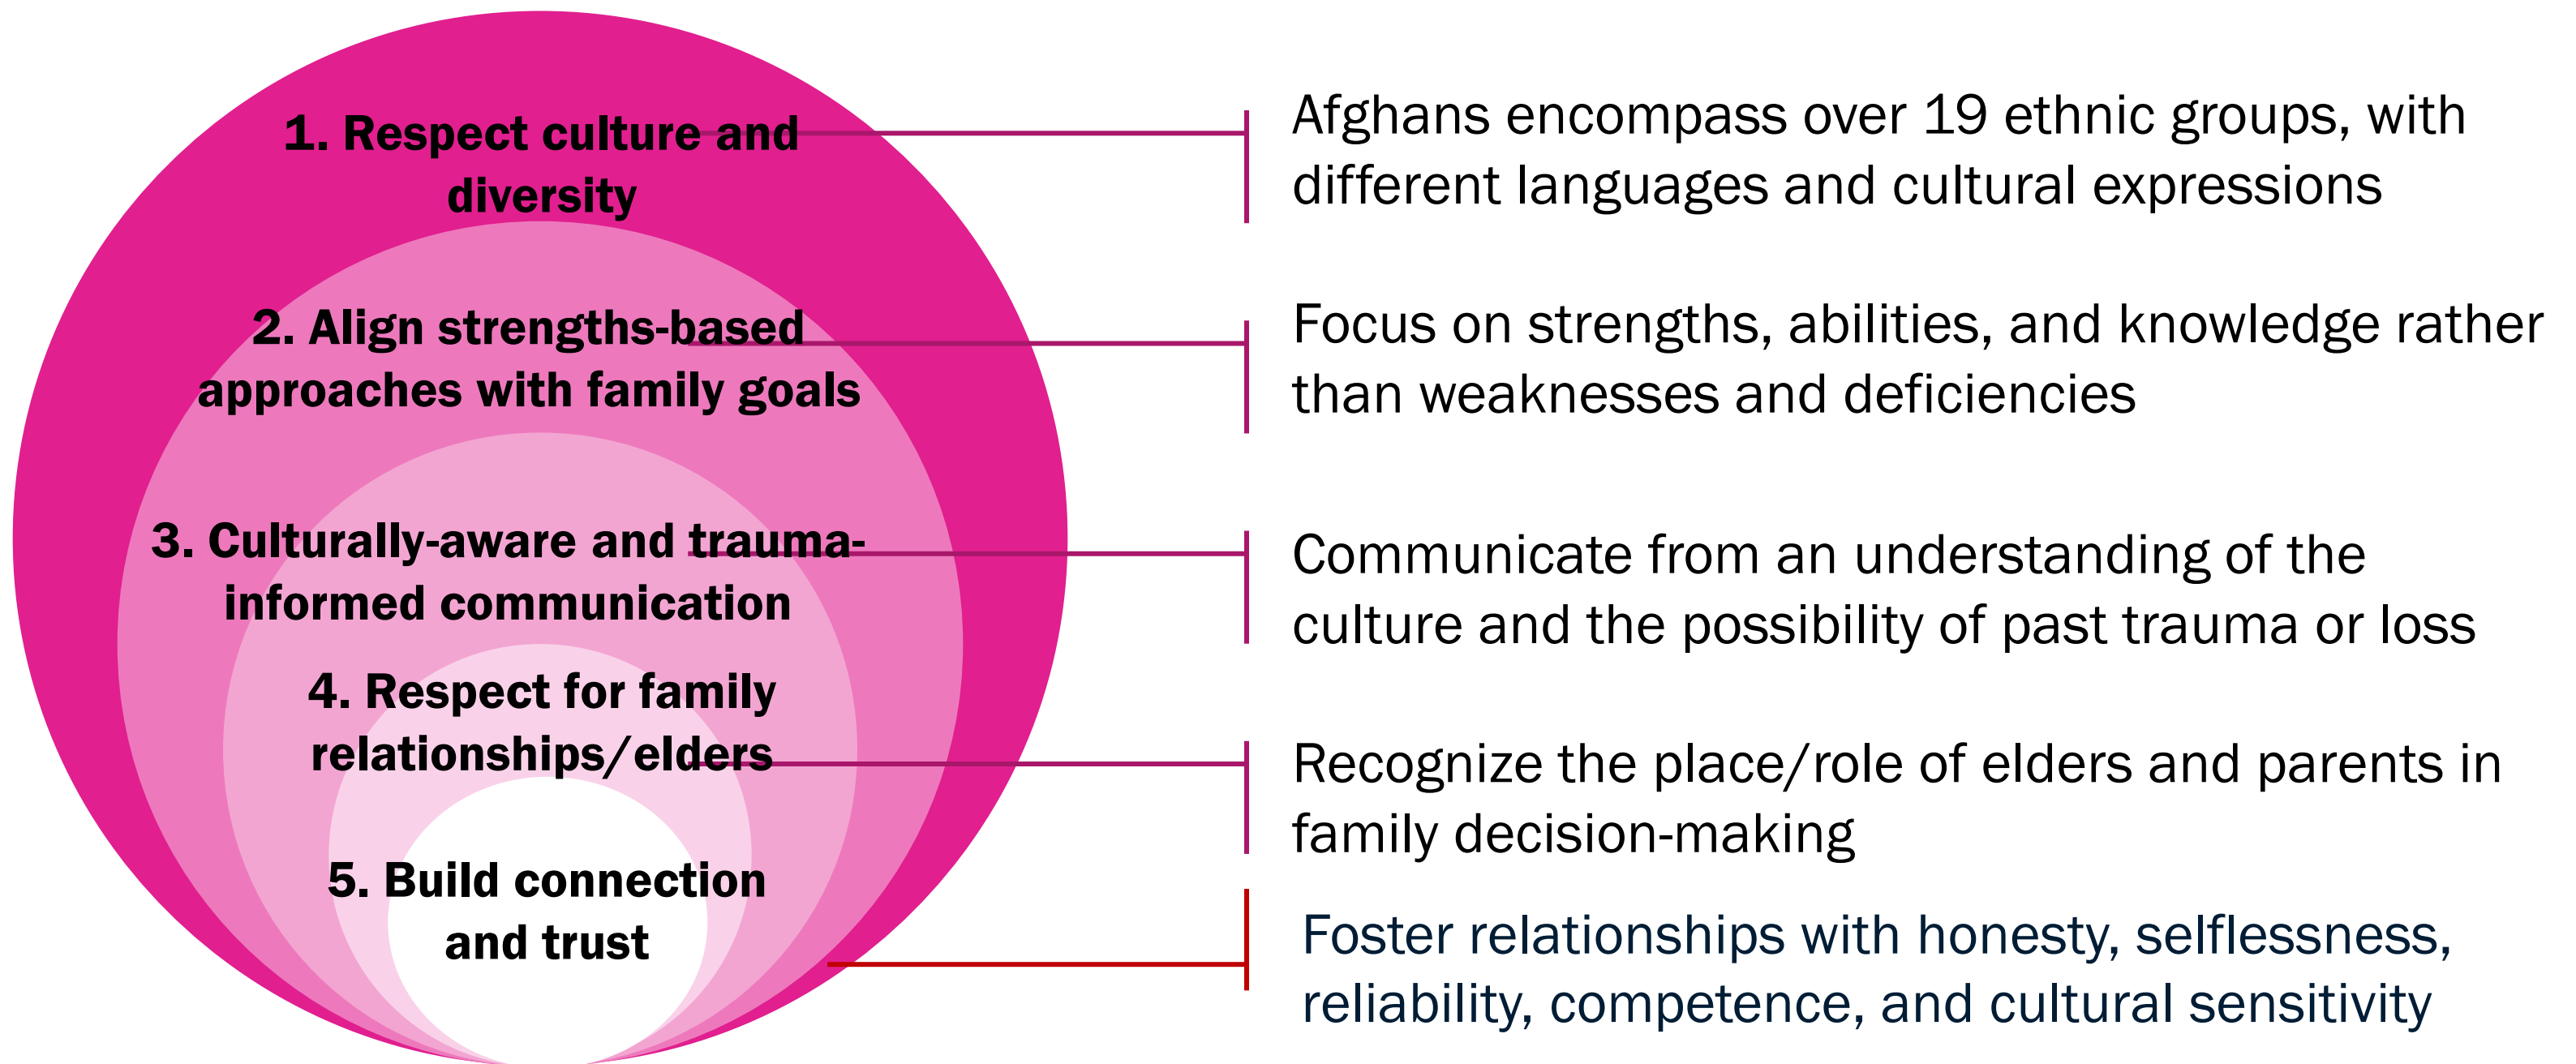 1. Respect culture and
diversity
Afghans encompass over 19 ethnic groups, with
different languages and cultural expressions
2. Align strengths-based
approaches with family goals
Focus on strengths, abilities, and knowledge rather
than weaknesses and deficiencies
3. Culturally-aware and trauma-
informed communication
Communicate from an understanding of the
culture and the possibility of past trauma or loss
4. Respect for family
relationships/elders
Recognize the place/role of elders and parents in
family decision-making
5. Build connection
and trust
Foster relationships with honesty, selflessness,
reliability, competence, and cultural sensitivity